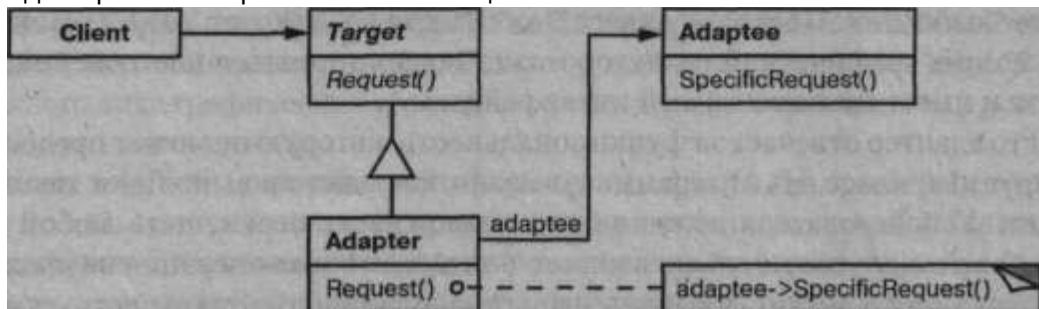 Client
Target
Request()
Adaptee
SpecificRequest()
adaptee
Adapter
Request()
adaptee->SpecificRequest()